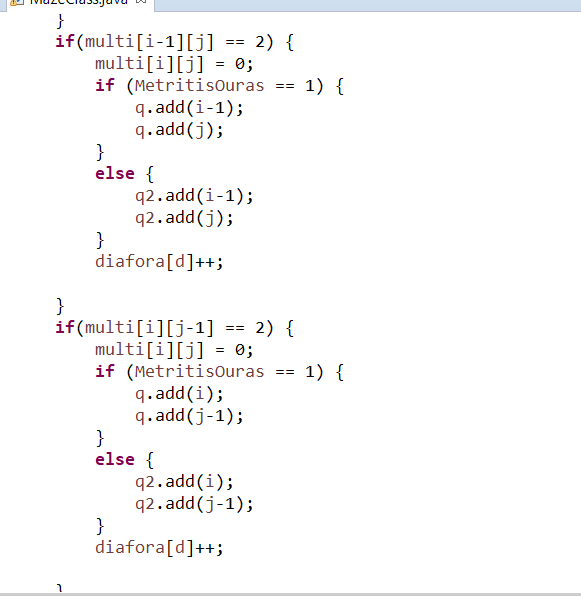 MazeClass.java
}
if(multi[i-1][j] == 2) {
multi[i][j] = 0;
if (MetritisOuras == 1) {
q.add(i-1);
q.add(j);
}
else {
q2.add(i-1);
q2.add(j);
}
diafora[d]++;
}
if(multi[i][j-1] == 2) {
multi[i][j] = 0;
if (MetritisOuras == 1) {
q.add(i);
q.add(j-1);
}
else {
q2.add(i);
q2.add(j-1);
}
diafora[d]++;
}